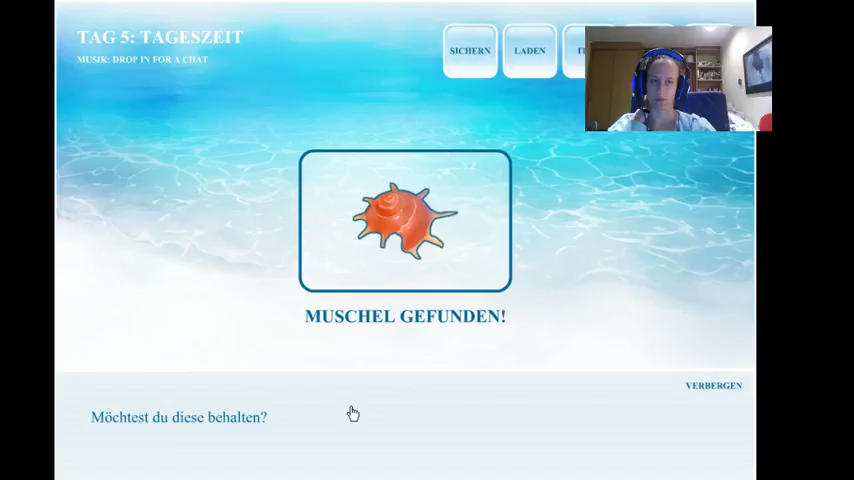 TAG 5: TAGESZEIT
MUSIK: DROP IN FOR A CHAT
SICHERN
LADEN
MUSCHEL GEFUNDEN!
VERBERGEN
Möchtest du diese behalten?